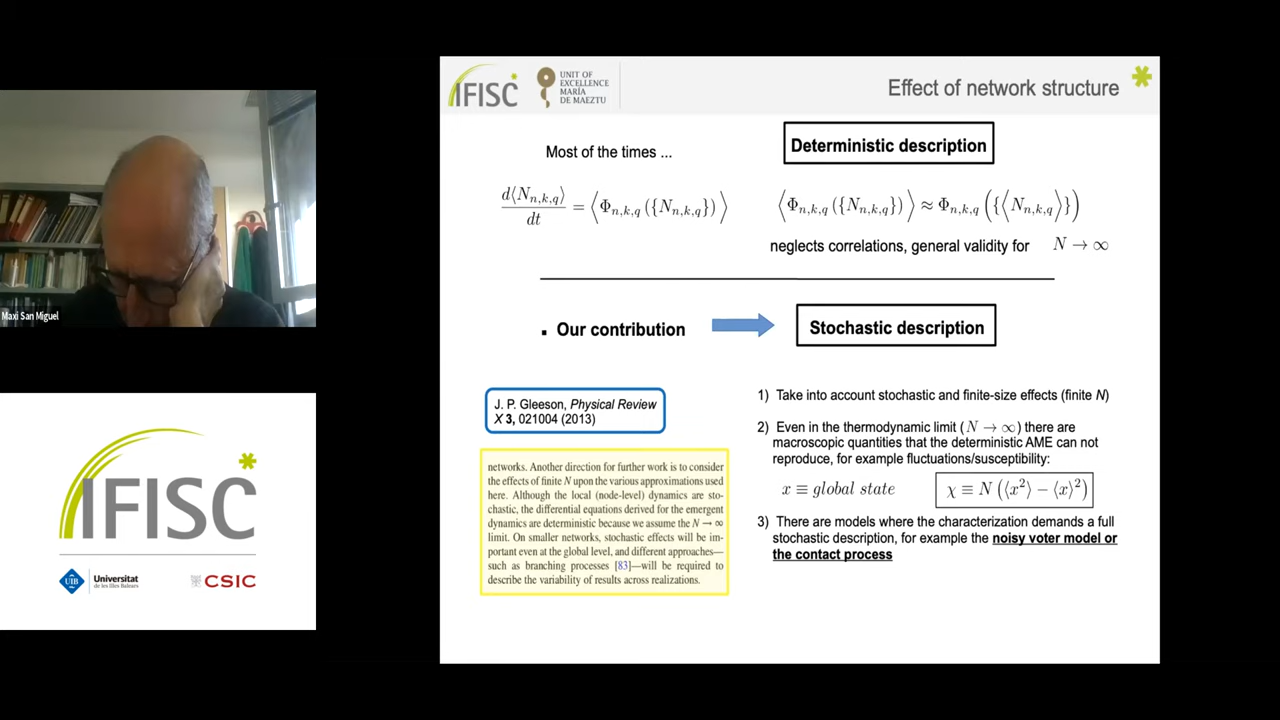 Maxi San Miguel
IFISC
UIB Universitat
de les Illes Balears
CSIC
IFISC
UNIT OF
EXCELLENCE
MARÍA
DE MAEZTU
Effect of network structure
Most of the times ...
Deterministic description
d⟨N_{n,k,q}⟩/dt = ⟨Φ_{n,k,q} ({N_{n,k,q}})⟩
⟨Φ_{n,k,q} ({N_{n,k,q}})⟩ ≈ Φ_{n,k,q} ({⟨N_{n,k,q}⟩})
neglects correlations, general validity for N → ∞
▪ Our contribution
Stochastic description
J. P. Gleeson, Physical Review
X 3, 021004 (2013)
networks. Another direction for further work is to consider
the effects of finite N upon the various approximations used
here. Although the local (node-level) dynamics are sto-
chastic, the differential equations derived for the emergent
dynamics are deterministic because we assume the N → ∞
limit. On smaller networks, stochastic effects will be im-
portant even at the global level, and different approaches—
such as branching processes [83]—will be required to
describe the variability of results across realizations.
1) Take into account stochastic and finite-size effects (finite N)
2) Even in the thermodynamic limit (N → ∞) there are
macroscopic quantities that the deterministic AME can not
reproduce, for example fluctuations/susceptibility:
x ≡ global state
χ ≡ N (⟨x²⟩ − ⟨x⟩²)
3) There are models where the characterization demands a full
stochastic description, for example the noisy voter model or
the contact process